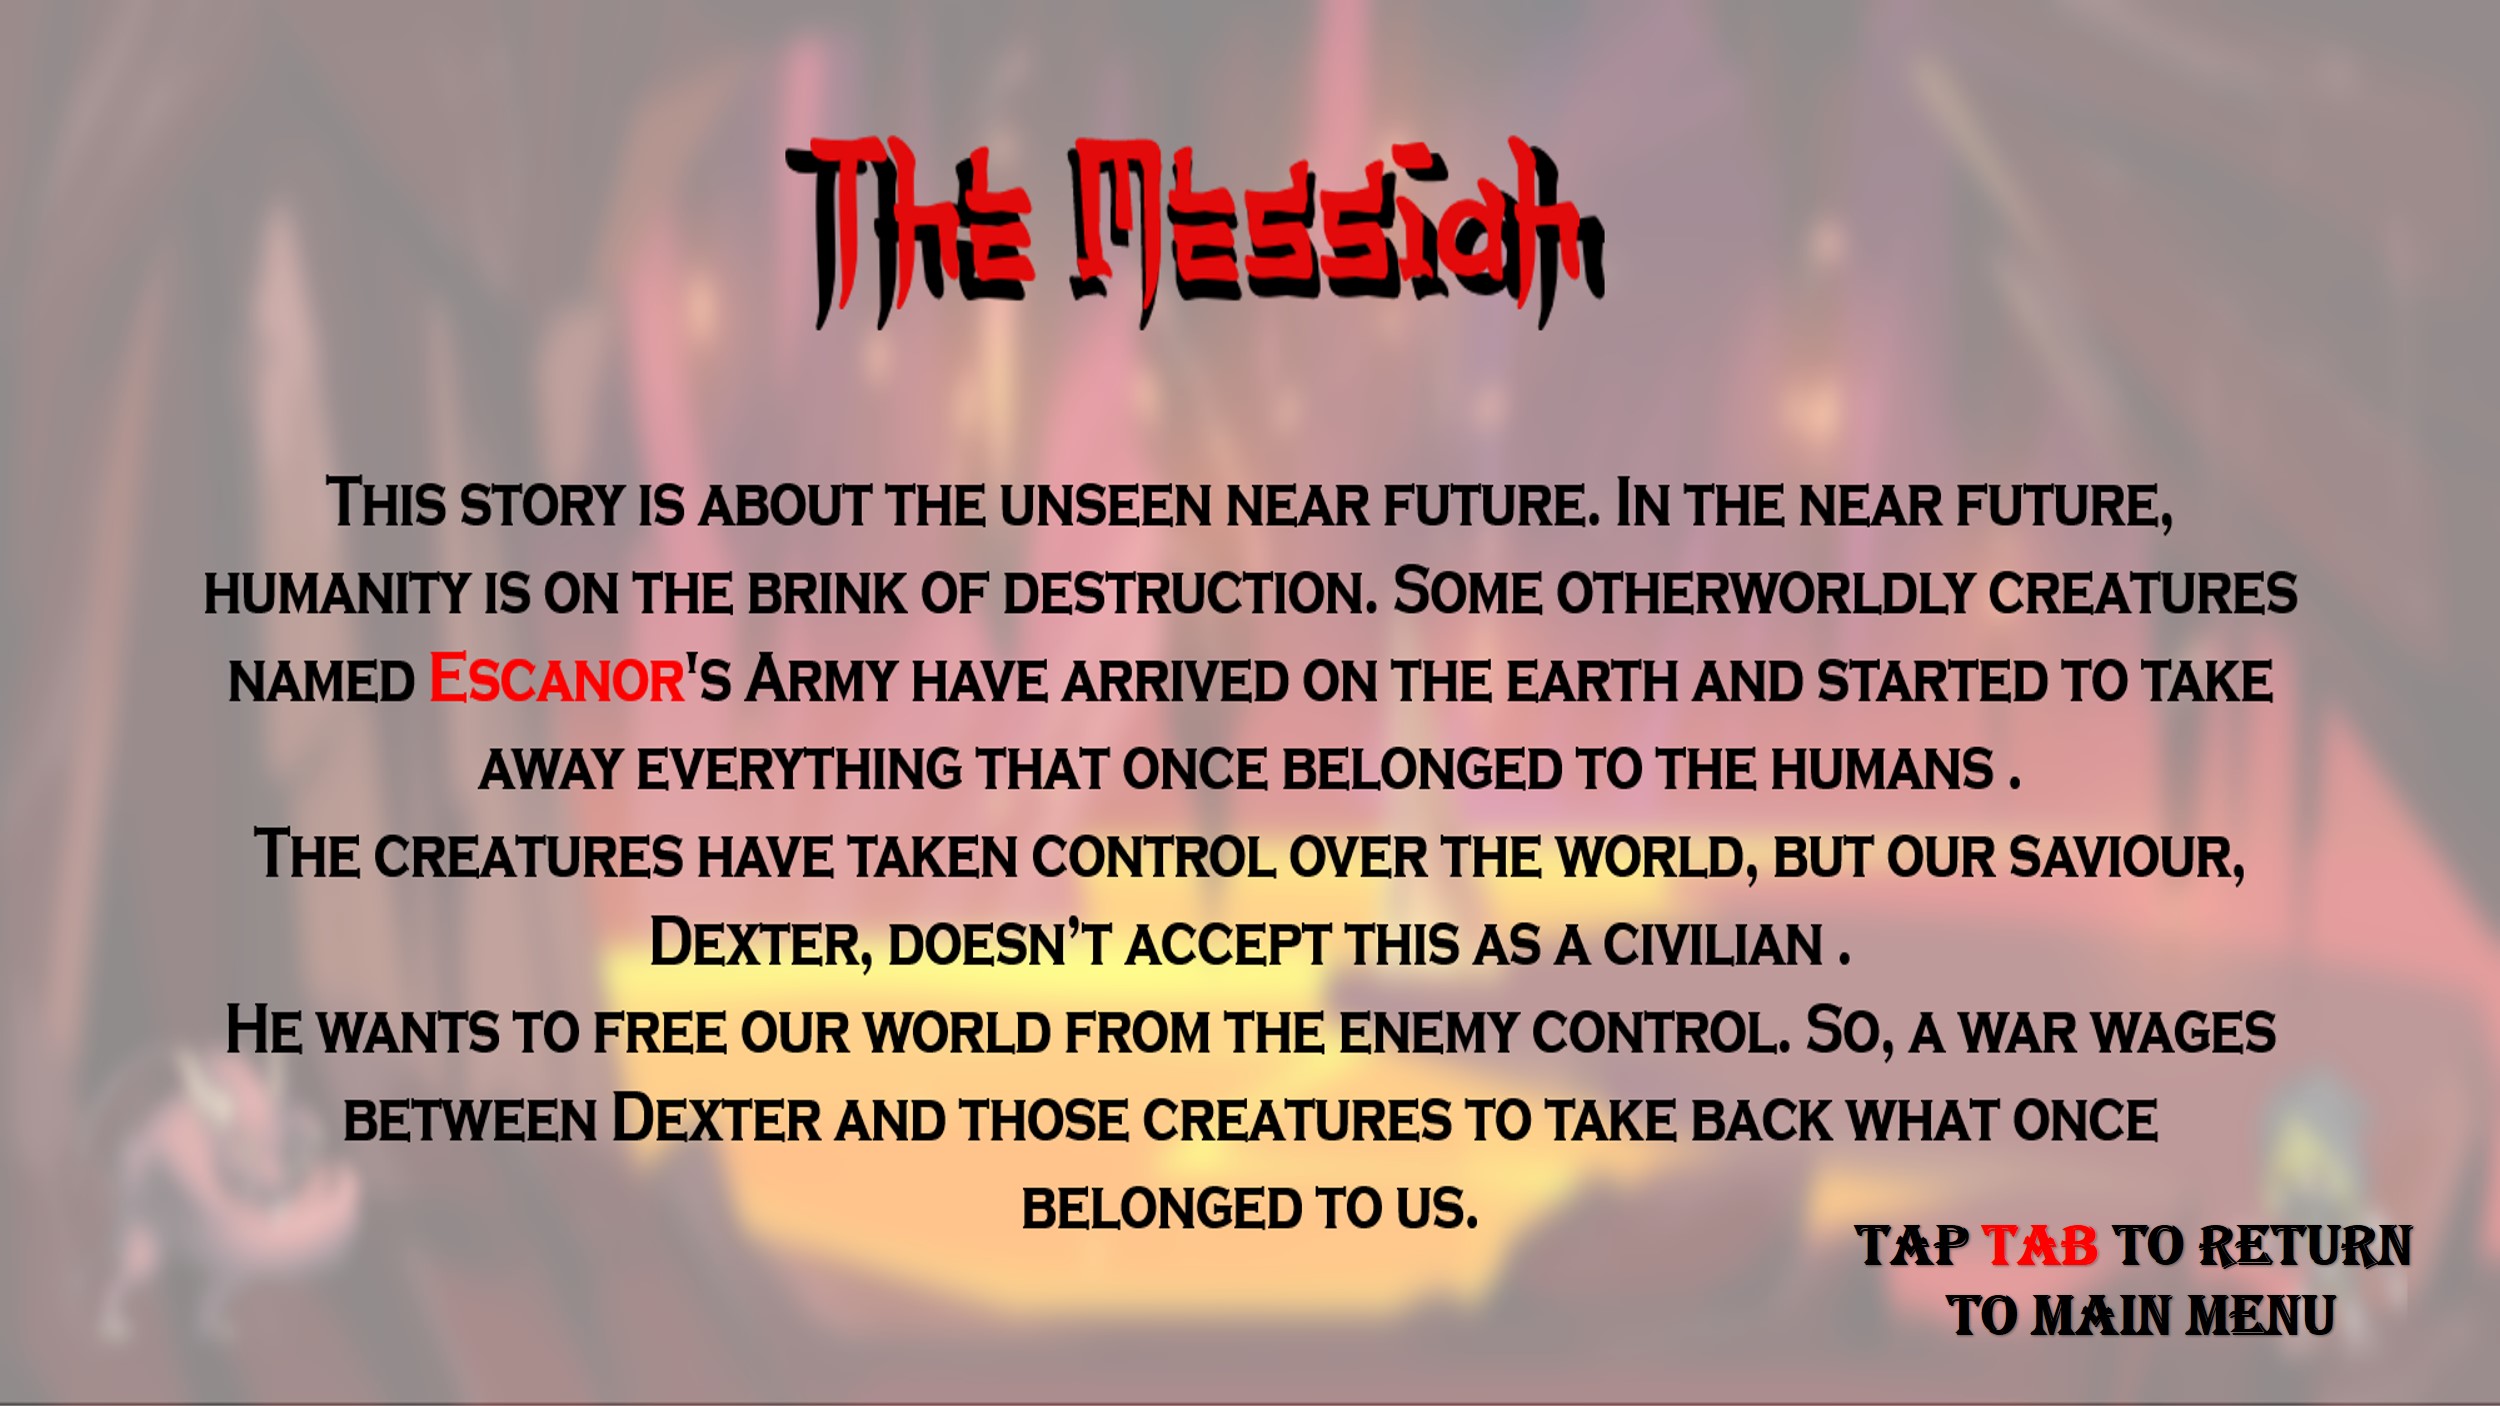 The Messiah
This story is about the unseen near future. In the near future,
humanity is on the brink of destruction. Some otherworldly creatures
named Escanor's Army have arrived on the earth and started to take
away everything that once belonged to the humans .
The creatures have taken control over the world, but our saviour,
Dexter, doesn’t accept this as a civilian .
He wants to free our world from the enemy control. So, a war wages
between Dexter and those creatures to take back what once
belonged to us.
TAP TAB TO RETURN
TO MAIN MENU